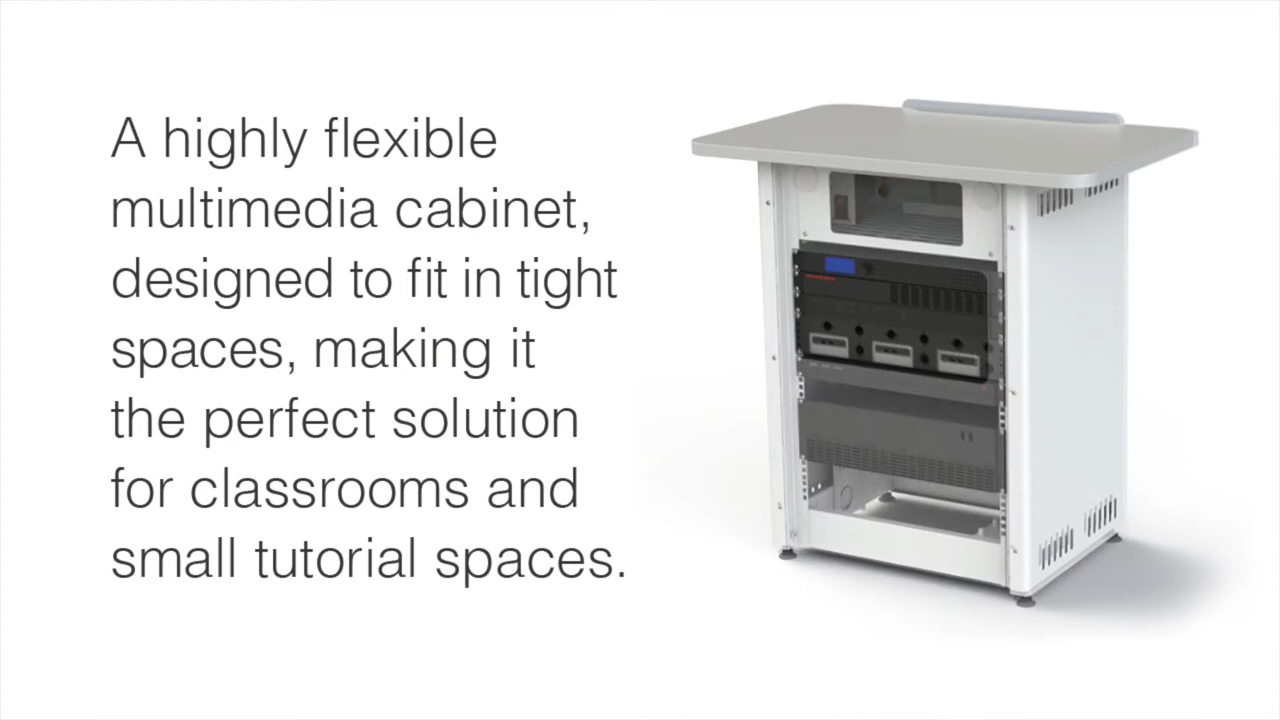 A highly flexible
multimedia cabinet,
designed to fit in tight
spaces, making it
the perfect solution
for classrooms and
small tutorial spaces.